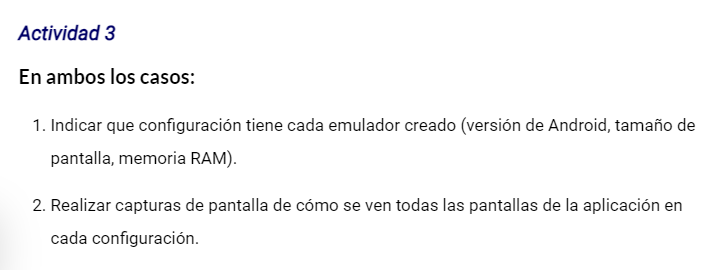 Actividad 3
En ambos los casos:
1. Indicar que configuración tiene cada emulador creado (versión de Android, tamaño de
pantalla, memoria RAM).
2. Realizar capturas de pantalla de cómo se ven todas las pantallas de la aplicación en
cada configuración.